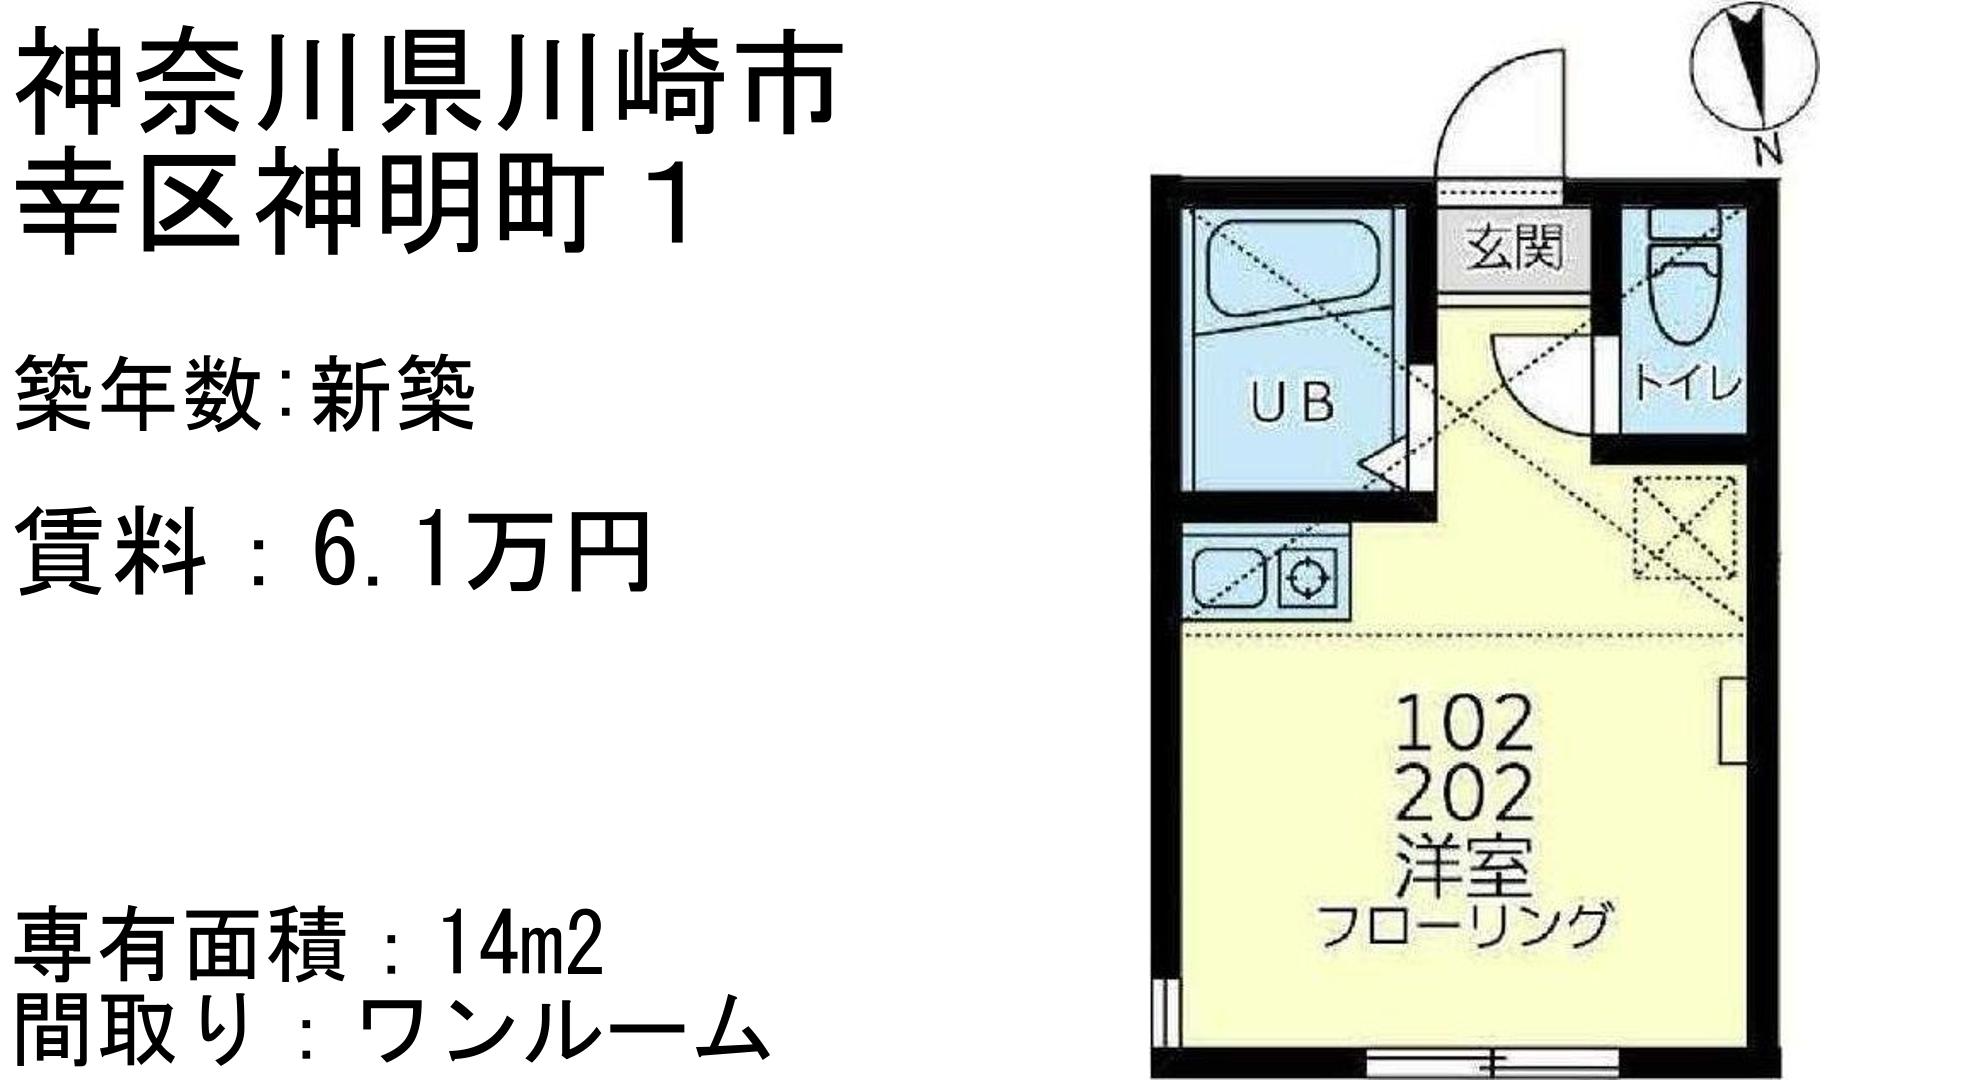 神奈川県川崎市
幸区神明町１
築年数:新築
賃料：6.1万円
専有面積：14m2
間取り：ワンルーム
N
玄関
トイレ
UB
102
202
洋室
フローリング